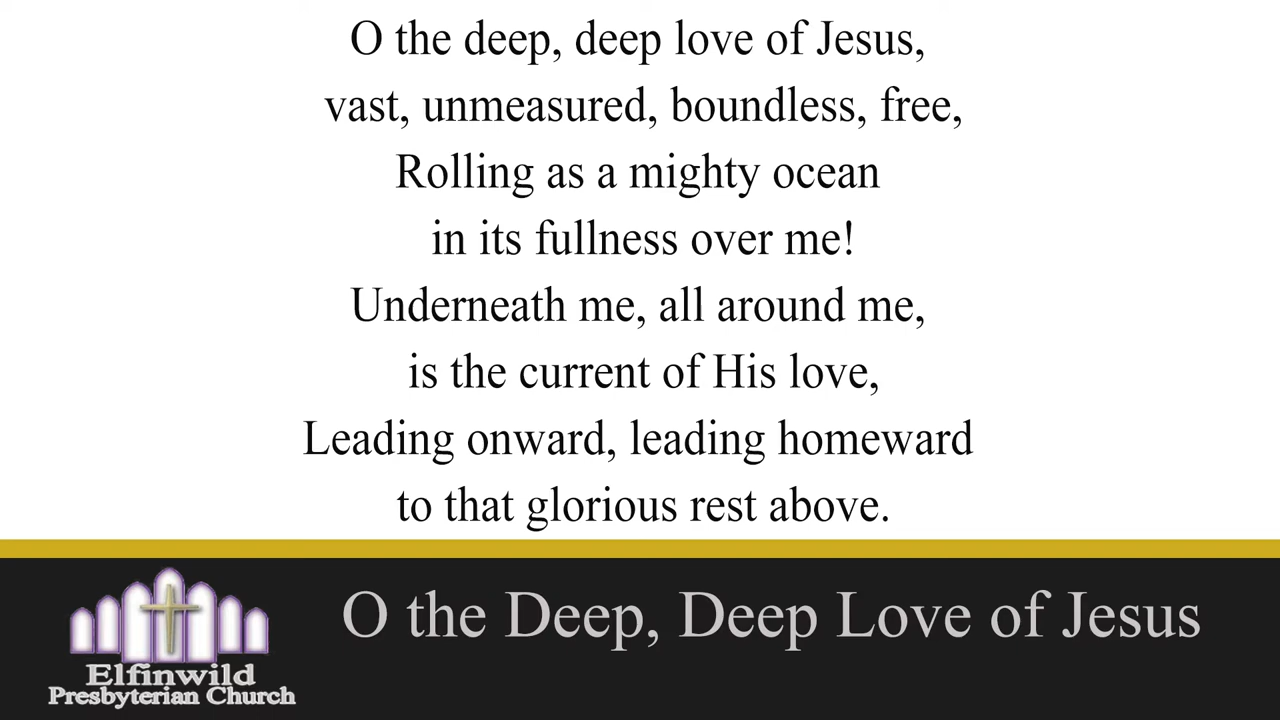 O the deep, deep love of Jesus,
vast, unmeasured, boundless, free,
Rolling as a mighty ocean
in its fullness over me!
Underneath me, all around me,
is the current of His love,
Leading onward, leading homeward
to that glorious rest above.
O the Deep, Deep Love of Jesus
Elfinwild
Presbyterian Church